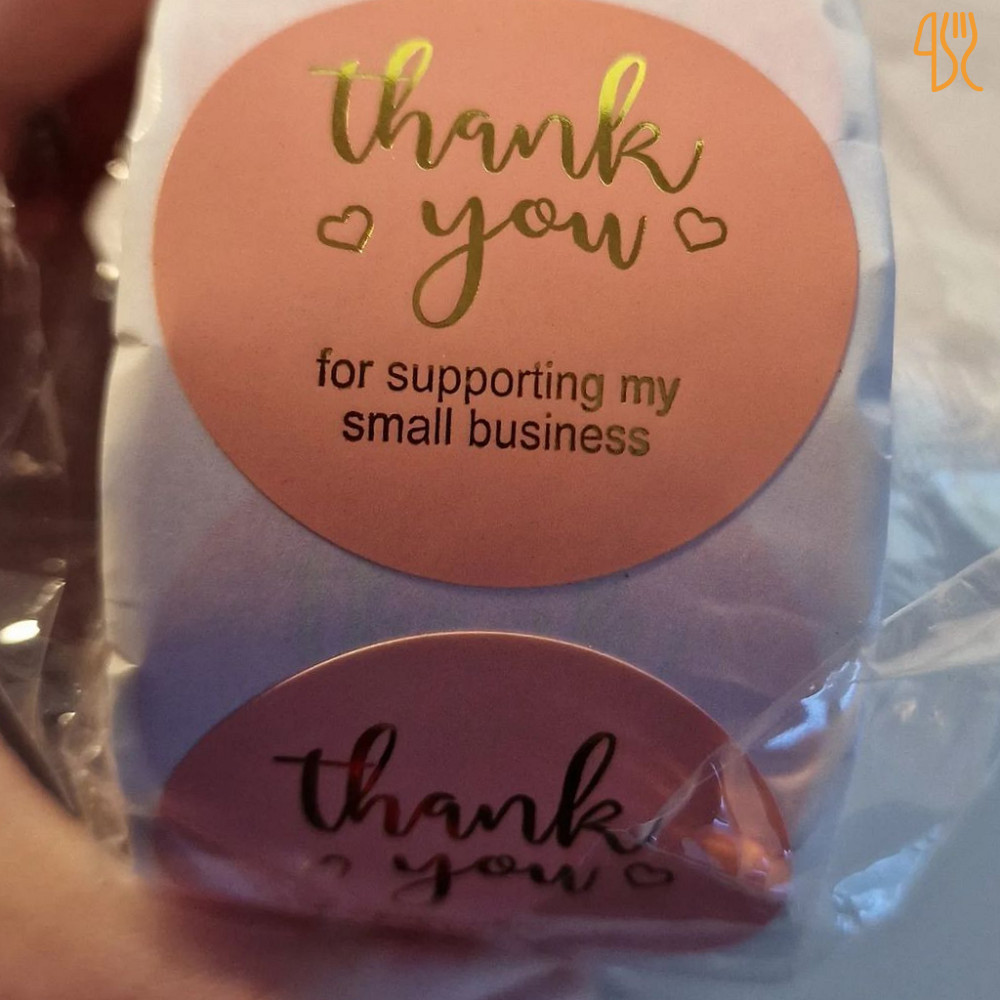 thank
you
for supporting my
small business
thank
you